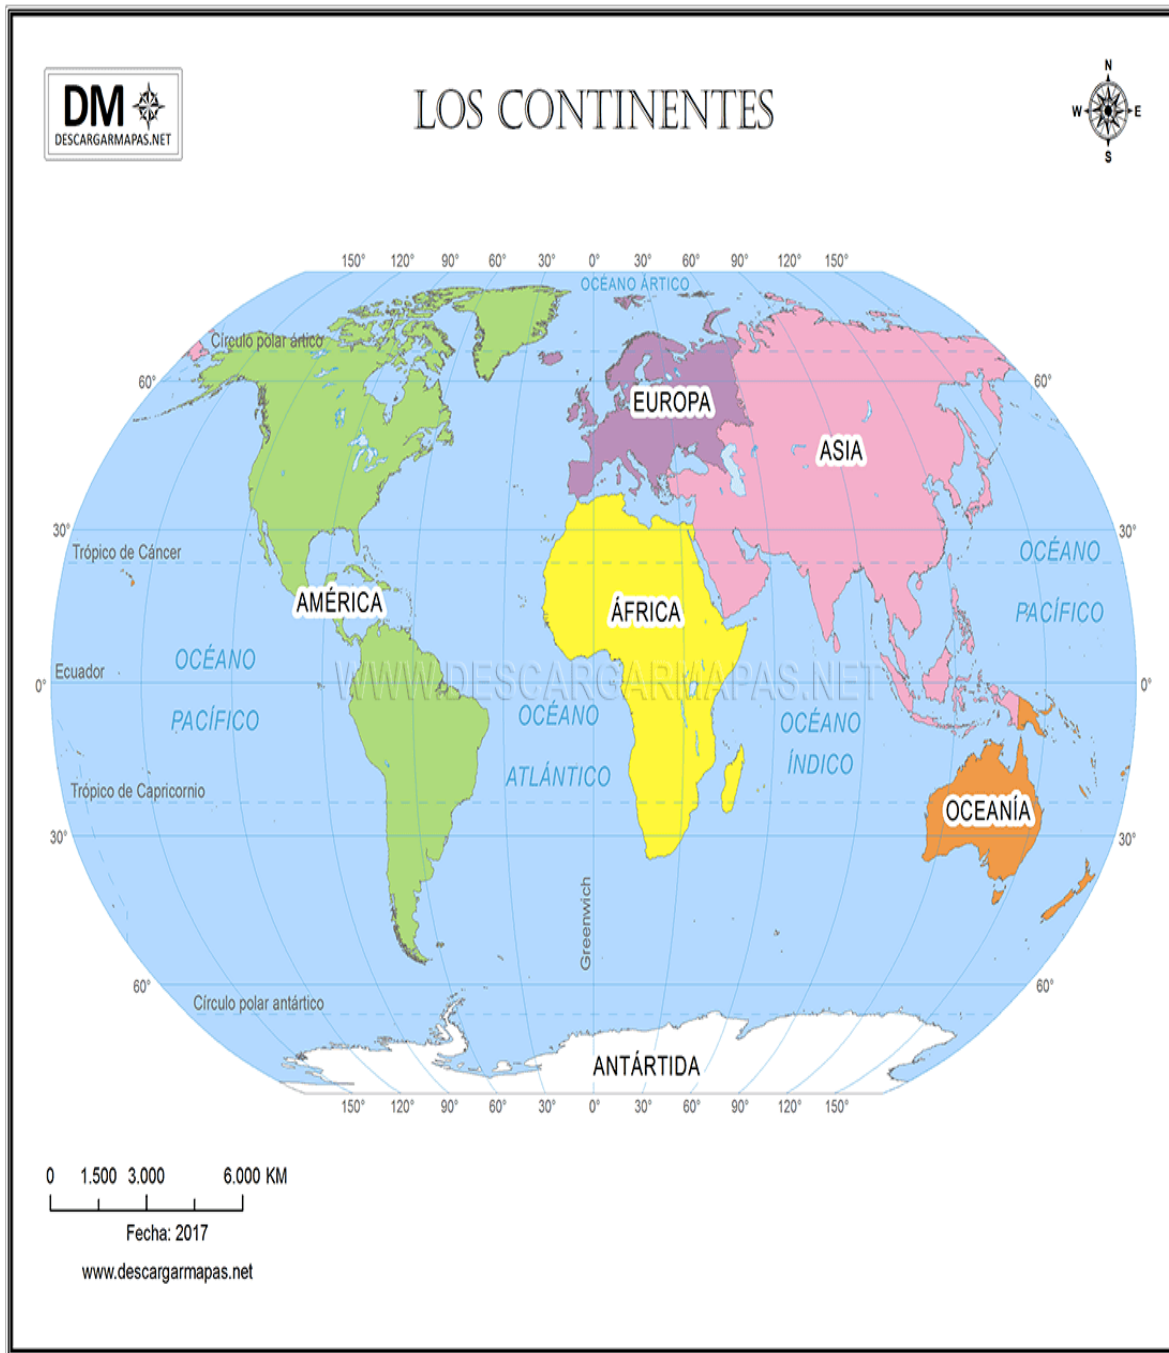 DM
DESCARGARMAPAS.NET
LOS CONTINENTES
N
W E
S
150° 120° 90° 60° 30° 0° 30° 60° 90° 120° 150°
OCÉANO ÁRTICO
Círculo polar ártico
60° 60°
EUROPA
ASIA
30° 30°
Trópico de Cáncer
OCÉANO
PACÍFICO
AMÉRICA
ÁFRICA
Ecuador
0° 0°
OCÉANO
PACÍFICO
WWW.DESCARGARMAPAS.NET
OCÉANO
ATLÁNTICO
OCÉANO
ÍNDICO
Trópico de Capricornio
OCEANÍA
30° 30°
Greenwich
60° 60°
Círculo polar antártico
ANTÁRTIDA
150° 120° 90° 60° 30° 0° 30° 60° 90° 120° 150°
0 1.500 3.000 6.000 KM
Fecha: 2017
www.descargarmapas.net